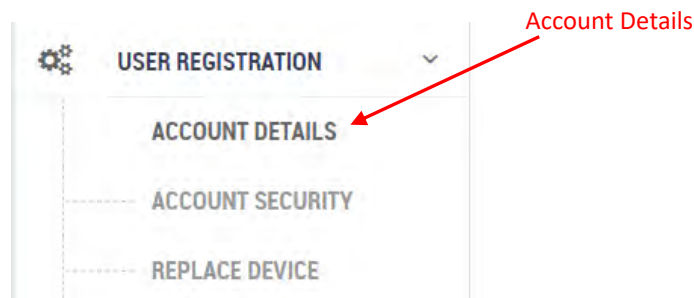 Account Details
USER REGISTRATION
ACCOUNT DETAILS
ACCOUNT SECURITY
REPLACE DEVICE